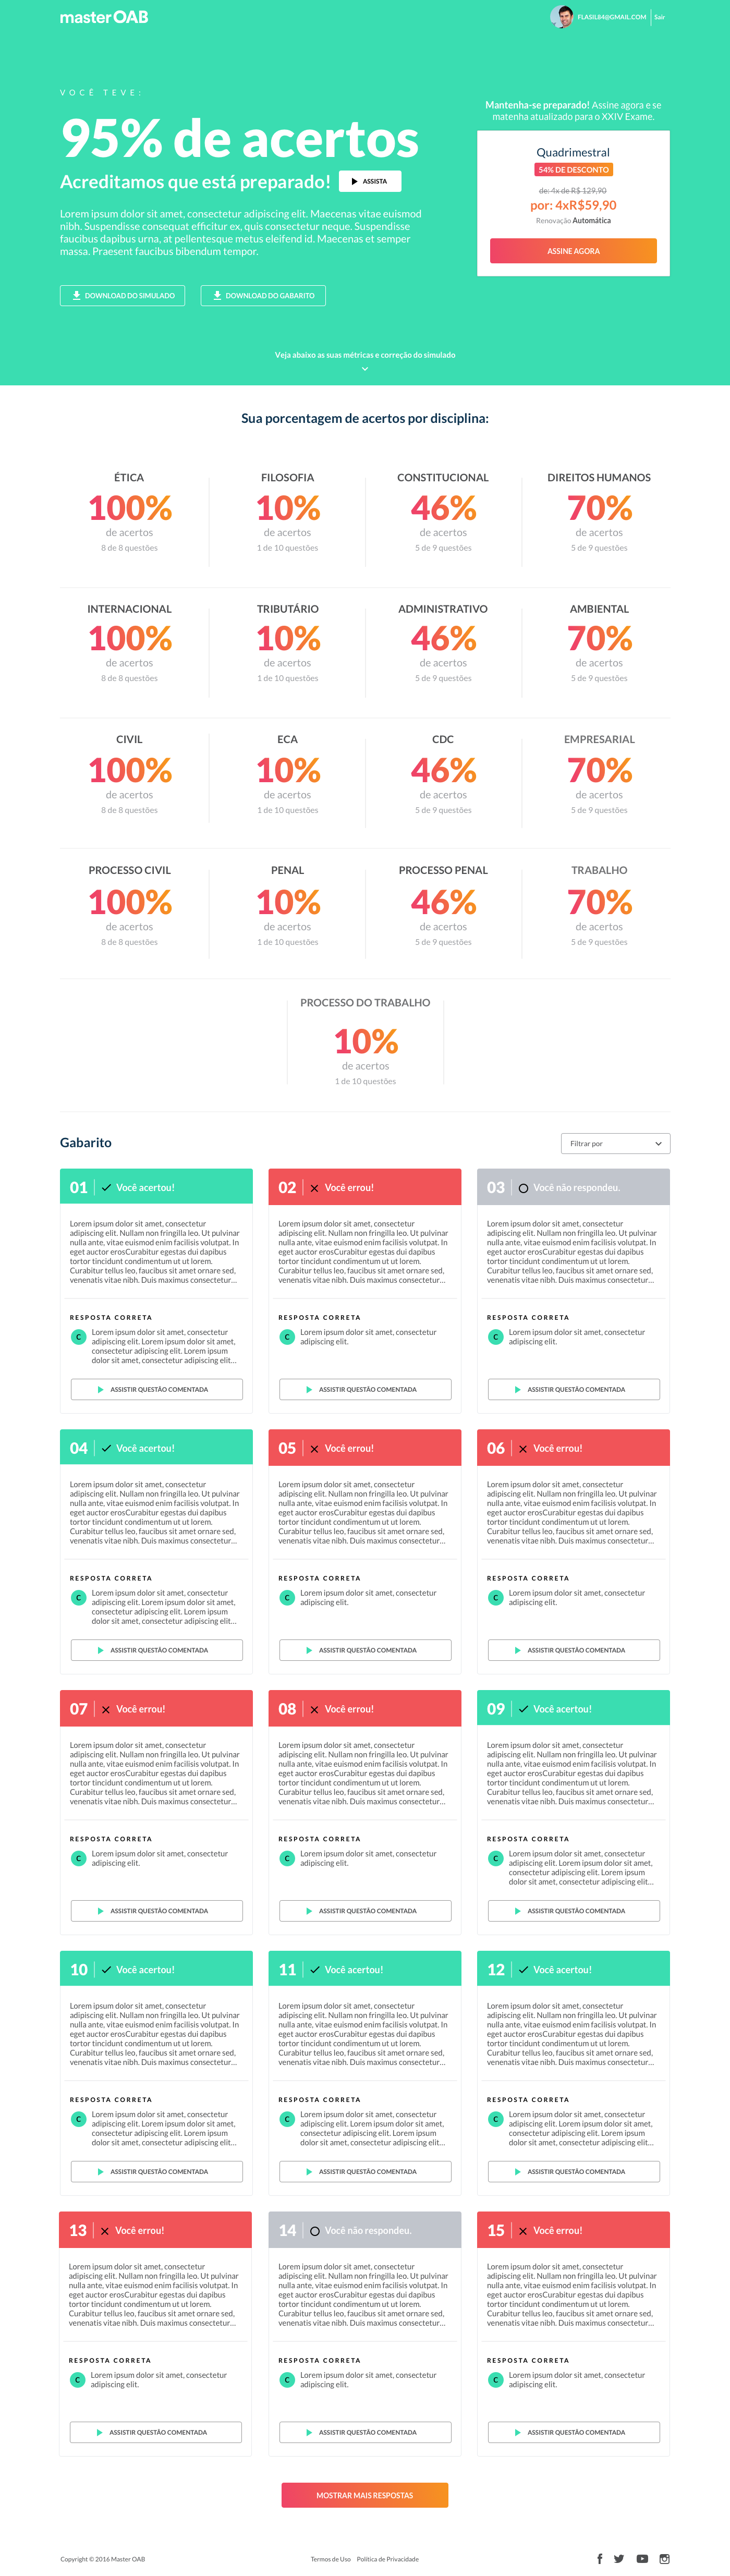 masterOAB
FLASIL84@GMAIL.COM
Sair
VOCÊ TEVE:
95% de acertos
Acreditamos que está preparado!
ASSISTA
Lorem ipsum dolor sit amet, consectetur adipiscing elit. Maecenas vitae euismod
nibh. Suspendisse consequat efficitur ex, quis consectetur neque. Suspendisse
faucibus dapibus urna, at pellentesque metus eleifend id. Maecenas et semper
massa. Praesent faucibus bibendum tempor.
DOWNLOAD DO SIMULADO
DOWNLOAD DO GABARITO
Mantenha-se preparado! Assine agora e se
matenha atualizado para o XXIV Exame.
Quadrimestral
54% DE DESCONTO
de: 4x de R$ 129,90
por: 4xR$59,90
Renovação Automática
ASSINE AGORA
Veja abaixo as suas métricas e correção do simulado
Sua porcentagem de acertos por disciplina:
ÉTICA
100%
de acertos
8 de 8 questões
FILOSOFIA
10%
de acertos
1 de 10 questões
CONSTITUCIONAL
46%
de acertos
5 de 9 questões
DIREITOS HUMANOS
70%
de acertos
5 de 9 questões
INTERNACIONAL
100%
de acertos
8 de 8 questões
TRIBUTÁRIO
10%
de acertos
1 de 10 questões
ADMINISTRATIVO
46%
de acertos
5 de 9 questões
AMBIENTAL
70%
de acertos
5 de 9 questões
CIVIL
100%
de acertos
8 de 8 questões
ECA
10%
de acertos
1 de 10 questões
CDC
46%
de acertos
5 de 9 questões
EMPRESARIAL
70%
de acertos
5 de 9 questões
PROCESSO CIVIL
100%
de acertos
8 de 8 questões
PENAL
10%
de acertos
1 de 10 questões
PROCESSO PENAL
46%
de acertos
5 de 9 questões
TRABALHO
70%
de acertos
5 de 9 questões
PROCESSO DO TRABALHO
10%
de acertos
1 de 10 questões
Gabarito
Filtrar por
01 Você acertou!
Lorem ipsum dolor sit amet, consectetur
adipiscing elit. Nullam non fringilla leo. Ut pulvinar
nulla ante, vitae euismod enim facilisis volutpat. In
eget auctor erosCurabitur egestas dui dapibus
tortor tincidunt condimentum ut ut lorem.
Curabitur tellus leo, faucibus sit amet ornare sed,
venenatis vitae nibh. Duis maximus consectetur...
RESPOSTA CORRETA
C
Lorem ipsum dolor sit amet, consectetur
adipiscing elit. Lorem ipsum dolor sit amet,
consectetur adipiscing elit. Lorem ipsum
dolor sit amet, consectetur adipiscing elit...
ASSISTIR QUESTÃO COMENTADA
02 Você errou!
Lorem ipsum dolor sit amet, consectetur
adipiscing elit. Nullam non fringilla leo. Ut pulvinar
nulla ante, vitae euismod enim facilisis volutpat. In
eget auctor erosCurabitur egestas dui dapibus
tortor tincidunt condimentum ut ut lorem.
Curabitur tellus leo, faucibus sit amet ornare sed,
venenatis vitae nibh. Duis maximus consectetur...
RESPOSTA CORRETA
C
Lorem ipsum dolor sit amet, consectetur
adipiscing elit.
ASSISTIR QUESTÃO COMENTADA
03 Você não respondeu.
Lorem ipsum dolor sit amet, consectetur
adipiscing elit. Nullam non fringilla leo. Ut pulvinar
nulla ante, vitae euismod enim facilisis volutpat. In
eget auctor erosCurabitur egestas dui dapibus
tortor tincidunt condimentum ut ut lorem.
Curabitur tellus leo, faucibus sit amet ornare sed,
venenatis vitae nibh. Duis maximus consectetur...
RESPOSTA CORRETA
C
Lorem ipsum dolor sit amet, consectetur
adipiscing elit.
ASSISTIR QUESTÃO COMENTADA
04 Você acertou!
Lorem ipsum dolor sit amet, consectetur
adipiscing elit. Nullam non fringilla leo. Ut pulvinar
nulla ante, vitae euismod enim facilisis volutpat. In
eget auctor erosCurabitur egestas dui dapibus
tortor tincidunt condimentum ut ut lorem.
Curabitur tellus leo, faucibus sit amet ornare sed,
venenatis vitae nibh. Duis maximus consectetur...
RESPOSTA CORRETA
C
Lorem ipsum dolor sit amet, consectetur
adipiscing elit. Lorem ipsum dolor sit amet,
consectetur adipiscing elit. Lorem ipsum
dolor sit amet, consectetur adipiscing elit...
ASSISTIR QUESTÃO COMENTADA
05 Você errou!
Lorem ipsum dolor sit amet, consectetur
adipiscing elit. Nullam non fringilla leo. Ut pulvinar
nulla ante, vitae euismod enim facilisis volutpat. In
eget auctor erosCurabitur egestas dui dapibus
tortor tincidunt condimentum ut ut lorem.
Curabitur tellus leo, faucibus sit amet ornare sed,
venenatis vitae nibh. Duis maximus consectetur...
RESPOSTA CORRETA
C
Lorem ipsum dolor sit amet, consectetur
adipiscing elit.
ASSISTIR QUESTÃO COMENTADA
06 Você errou!
Lorem ipsum dolor sit amet, consectetur
adipiscing elit. Nullam non fringilla leo. Ut pulvinar
nulla ante, vitae euismod enim facilisis volutpat. In
eget auctor erosCurabitur egestas dui dapibus
tortor tincidunt condimentum ut ut lorem.
Curabitur tellus leo, faucibus sit amet ornare sed,
venenatis vitae nibh. Duis maximus consectetur...
RESPOSTA CORRETA
C
Lorem ipsum dolor sit amet, consectetur
adipiscing elit.
ASSISTIR QUESTÃO COMENTADA
07 Você errou!
Lorem ipsum dolor sit amet, consectetur
adipiscing elit. Nullam non fringilla leo. Ut pulvinar
nulla ante, vitae euismod enim facilisis volutpat. In
eget auctor erosCurabitur egestas dui dapibus
tortor tincidunt condimentum ut ut lorem.
Curabitur tellus leo, faucibus sit amet ornare sed,
venenatis vitae nibh. Duis maximus consectetur...
RESPOSTA CORRETA
C
Lorem ipsum dolor sit amet, consectetur
adipiscing elit.
ASSISTIR QUESTÃO COMENTADA
08 Você errou!
Lorem ipsum dolor sit amet, consectetur
adipiscing elit. Nullam non fringilla leo. Ut pulvinar
nulla ante, vitae euismod enim facilisis volutpat. In
eget auctor erosCurabitur egestas dui dapibus
tortor tincidunt condimentum ut ut lorem.
Curabitur tellus leo, faucibus sit amet ornare sed,
venenatis vitae nibh. Duis maximus consectetur...
RESPOSTA CORRETA
C
Lorem ipsum dolor sit amet, consectetur
adipiscing elit.
ASSISTIR QUESTÃO COMENTADA
09 Você acertou!
Lorem ipsum dolor sit amet, consectetur
adipiscing elit. Nullam non fringilla leo. Ut pulvinar
nulla ante, vitae euismod enim facilisis volutpat. In
eget auctor erosCurabitur egestas dui dapibus
tortor tincidunt condimentum ut ut lorem.
Curabitur tellus leo, faucibus sit amet ornare sed,
venenatis vitae nibh. Duis maximus consectetur...
RESPOSTA CORRETA
C
Lorem ipsum dolor sit amet, consectetur
adipiscing elit. Lorem ipsum dolor sit amet,
consectetur adipiscing elit. Lorem ipsum
dolor sit amet, consectetur adipiscing elit...
ASSISTIR QUESTÃO COMENTADA
10 Você acertou!
Lorem ipsum dolor sit amet, consectetur
adipiscing elit. Nullam non fringilla leo. Ut pulvinar
nulla ante, vitae euismod enim facilisis volutpat. In
eget auctor erosCurabitur egestas dui dapibus
tortor tincidunt condimentum ut ut lorem.
Curabitur tellus leo, faucibus sit amet ornare sed,
venenatis vitae nibh. Duis maximus consectetur...
RESPOSTA CORRETA
C
Lorem ipsum dolor sit amet, consectetur
adipiscing elit. Lorem ipsum dolor sit amet,
consectetur adipiscing elit. Lorem ipsum
dolor sit amet, consectetur adipiscing elit...
ASSISTIR QUESTÃO COMENTADA
11 Você acertou!
Lorem ipsum dolor sit amet, consectetur
adipiscing elit. Nullam non fringilla leo. Ut pulvinar
nulla ante, vitae euismod enim facilisis volutpat. In
eget auctor erosCurabitur egestas dui dapibus
tortor tincidunt condimentum ut ut lorem.
Curabitur tellus leo, faucibus sit amet ornare sed,
venenatis vitae nibh. Duis maximus consectetur...
RESPOSTA CORRETA
C
Lorem ipsum dolor sit amet, consectetur
adipiscing elit. Lorem ipsum dolor sit amet,
consectetur adipiscing elit. Lorem ipsum
dolor sit amet, consectetur adipiscing elit...
ASSISTIR QUESTÃO COMENTADA
12 Você acertou!
Lorem ipsum dolor sit amet, consectetur
adipiscing elit. Nullam non fringilla leo. Ut pulvinar
nulla ante, vitae euismod enim facilisis volutpat. In
eget auctor erosCurabitur egestas dui dapibus
tortor tincidunt condimentum ut ut lorem.
Curabitur tellus leo, faucibus sit amet ornare sed,
venenatis vitae nibh. Duis maximus consectetur...
RESPOSTA CORRETA
C
Lorem ipsum dolor sit amet, consectetur
adipiscing elit. Lorem ipsum dolor sit amet,
consectetur adipiscing elit. Lorem ipsum
dolor sit amet, consectetur adipiscing elit...
ASSISTIR QUESTÃO COMENTADA
13 Você errou!
Lorem ipsum dolor sit amet, consectetur
adipiscing elit. Nullam non fringilla leo. Ut pulvinar
nulla ante, vitae euismod enim facilisis volutpat. In
eget auctor erosCurabitur egestas dui dapibus
tortor tincidunt condimentum ut ut lorem.
Curabitur tellus leo, faucibus sit amet ornare sed,
venenatis vitae nibh. Duis maximus consectetur...
RESPOSTA CORRETA
C
Lorem ipsum dolor sit amet, consectetur
adipiscing elit.
ASSISTIR QUESTÃO COMENTADA
14 Você não respondeu.
Lorem ipsum dolor sit amet, consectetur
adipiscing elit. Nullam non fringilla leo. Ut pulvinar
nulla ante, vitae euismod enim facilisis volutpat. In
eget auctor erosCurabitur egestas dui dapibus
tortor tincidunt condimentum ut ut lorem.
Curabitur tellus leo, faucibus sit amet ornare sed,
venenatis vitae nibh. Duis maximus consectetur...
RESPOSTA CORRETA
C
Lorem ipsum dolor sit amet, consectetur
adipiscing elit.
ASSISTIR QUESTÃO COMENTADA
15 Você errou!
Lorem ipsum dolor sit amet, consectetur
adipiscing elit. Nullam non fringilla leo. Ut pulvinar
nulla ante, vitae euismod enim facilisis volutpat. In
eget auctor erosCurabitur egestas dui dapibus
tortor tincidunt condimentum ut ut lorem.
Curabitur tellus leo, faucibus sit amet ornare sed,
venenatis vitae nibh. Duis maximus consectetur...
RESPOSTA CORRETA
C
Lorem ipsum dolor sit amet, consectetur
adipiscing elit.
ASSISTIR QUESTÃO COMENTADA
MOSTRAR MAIS RESPOSTAS
Copyright © 2016 Master OAB
Termos de Uso
Política de Privacidade